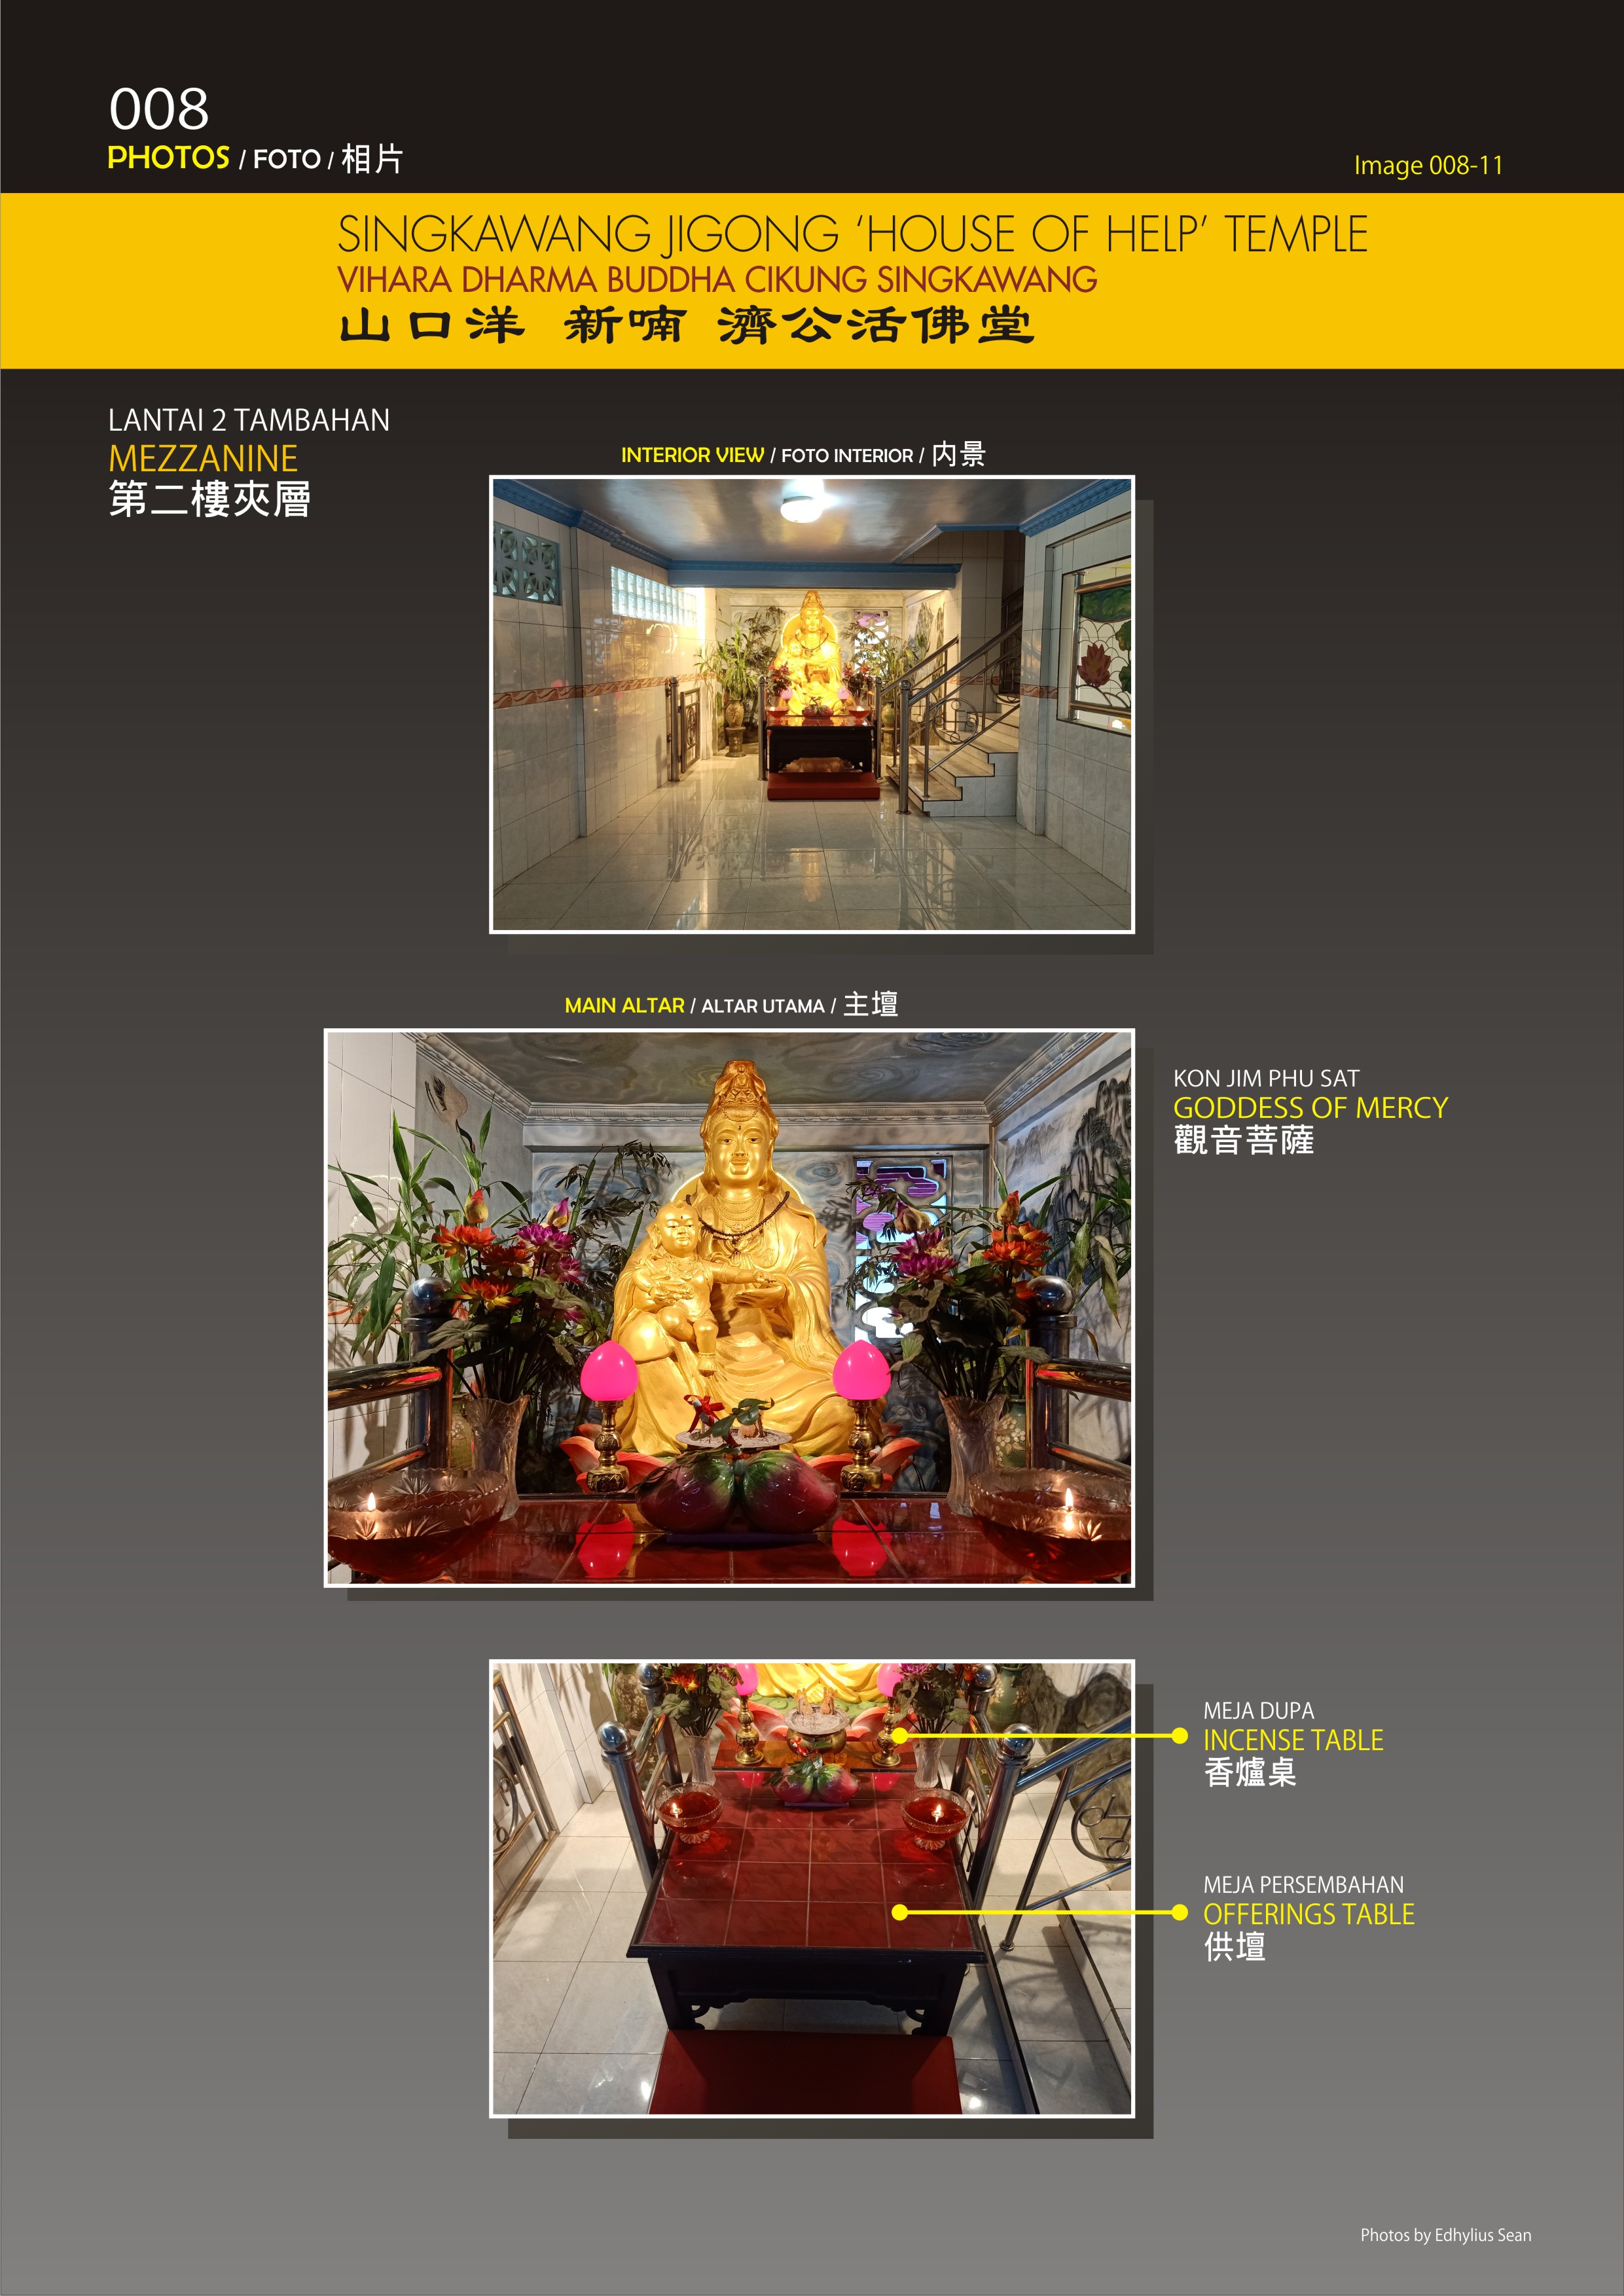 008
PHOTOS / FOTO / 相片
Image 008-11
SINGKAWANG JIGONG ‘HOUSE OF HELP’ TEMPLE
VIHARA DHARMA BUDDHA CIKUNG SINGKAWANG
山口洋 新喃 濟公活佛堂
LANTAI 2 TAMBAHAN
MEZZANINE
第二樓夾層
INTERIOR VIEW / FOTO INTERIOR / 内景
MAIN ALTAR / ALTAR UTAMA / 主壇
KON JIM PHU SAT
GODDESS OF MERCY
觀音菩薩
MEJA DUPA
INCENSE TABLE
香爐桌
MEJA PERSEMBAHAN
OFFERINGS TABLE
供壇
Photos by Edhylius Sean